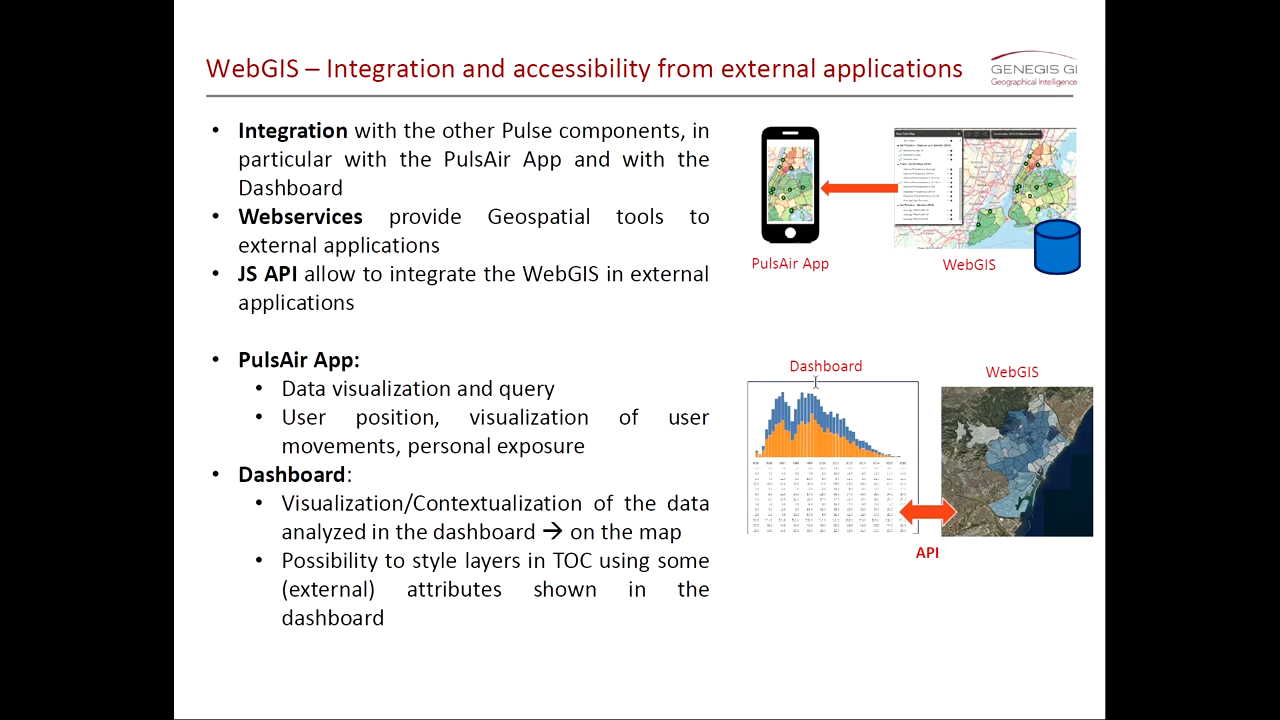 WebGIS – Integration and accessibility from external applications
GENEGIS GI
Geographical Intelligence
• Integration with the other Pulse components, in
particular with the PulsAir App and with the
Dashboard
• Webservices provide Geospatial tools to
external applications
• JS API allow to integrate the WebGIS in external
applications
• PulsAir App:
• Data visualization and query
• User position, visualization of user
movements, personal exposure
• Dashboard:
• Visualization/Contextualization of the data
analyzed in the dashboard → on the map
• Possibility to style layers in TOC using some
(external) attributes shown in the
dashboard
PulsAir App
WebGIS
Dashboard
WebGIS
API